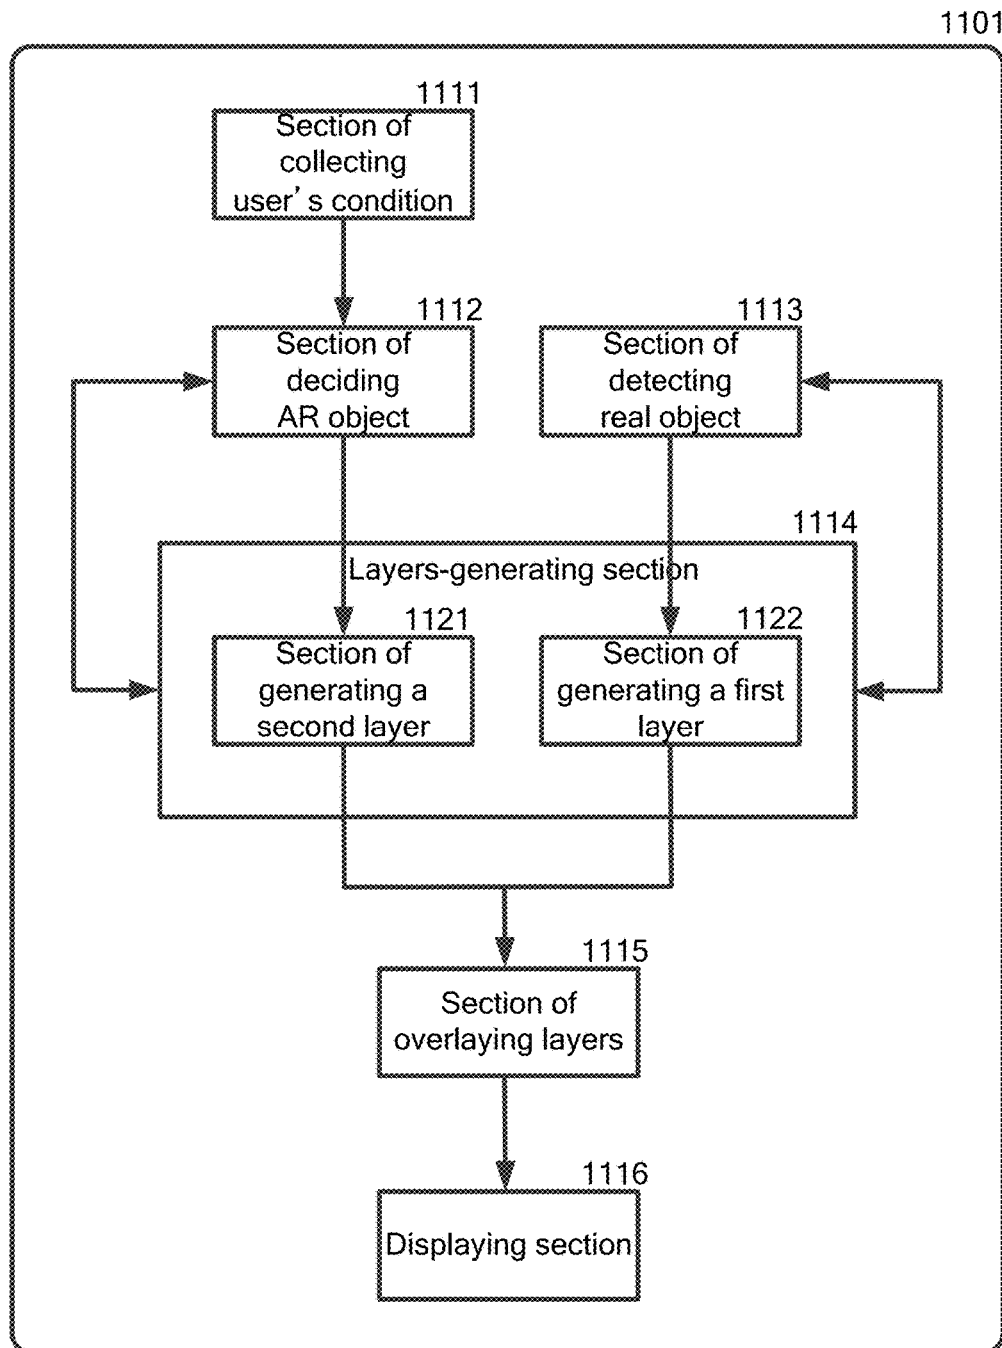 1101
1111
Section of
collecting
user's condition
1112
Section of
deciding
AR object
1113
Section of
detecting
real object
1114
Layers-generating section
1121
Section of
generating a
second layer
1122
Section of
generating a first
layer
1115
Section of
overlaying layers
1116
Displaying section